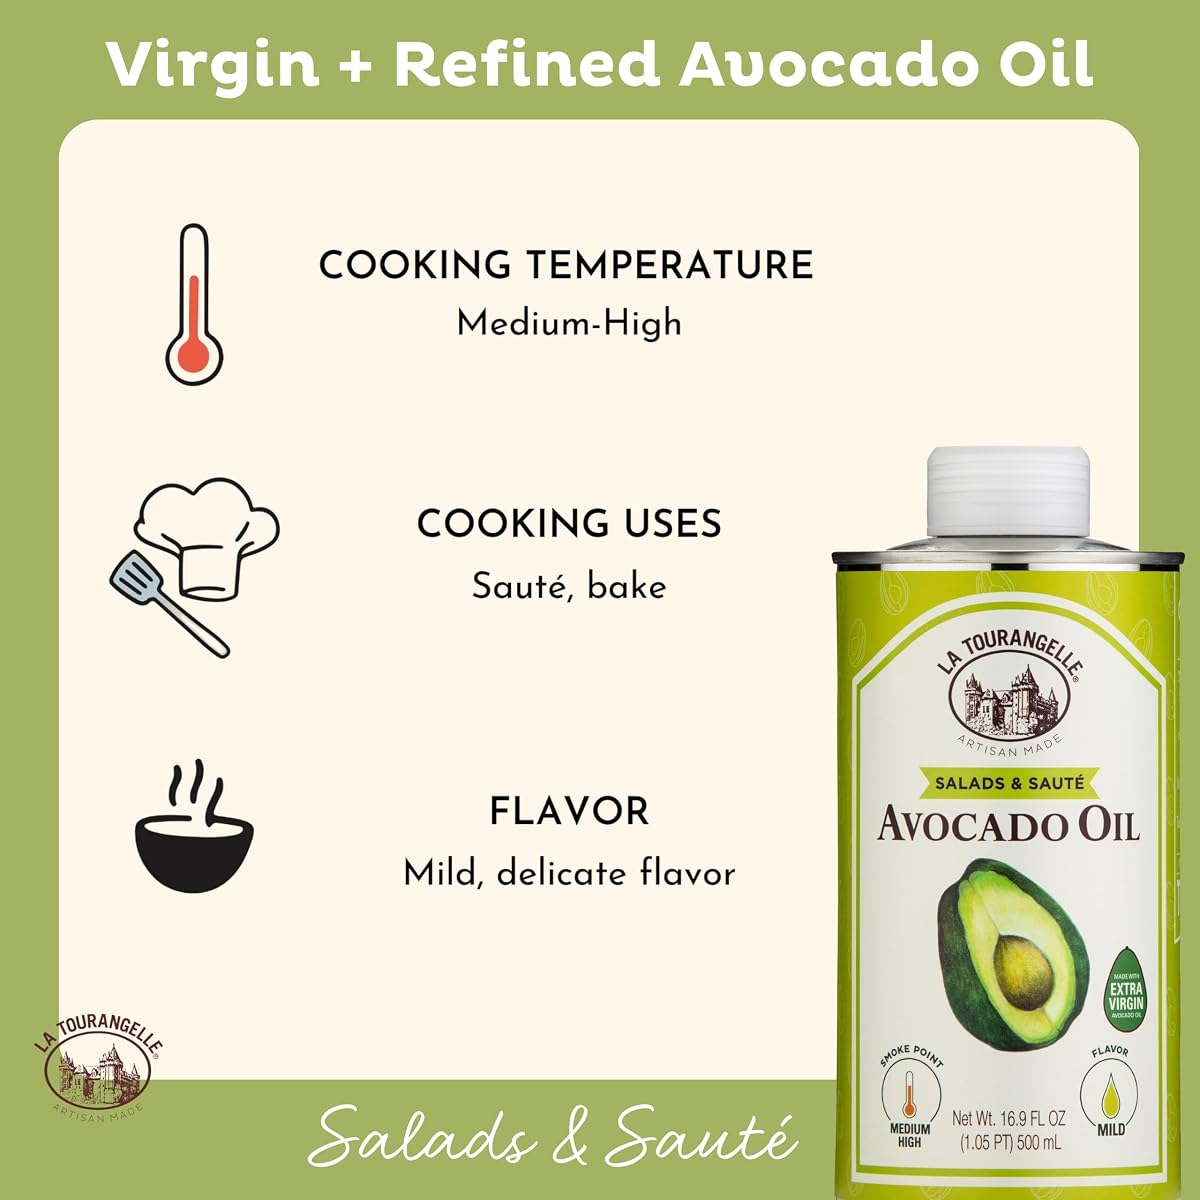 Virgin + Refined Avocado Oil
COOKING TEMPERATURE
Medium-High
COOKING USES
Sauté, bake
FLAVOR
Mild, delicate flavor
LA TOURANGELLE®
ARTISAN MADE
SALADS & SAUTÉ
AVOCADO OIL
MADE WITH
EXTRA
VIRGIN
AVOCADO OIL
SMOKE POINT
MEDIUM
HIGH
FLAVOR
MILD
Net Wt. 16.9 FL OZ
(1.05 PT) 500 mL
LA TOURANGELLE®
ARTISAN MADE
Salads & Sauté